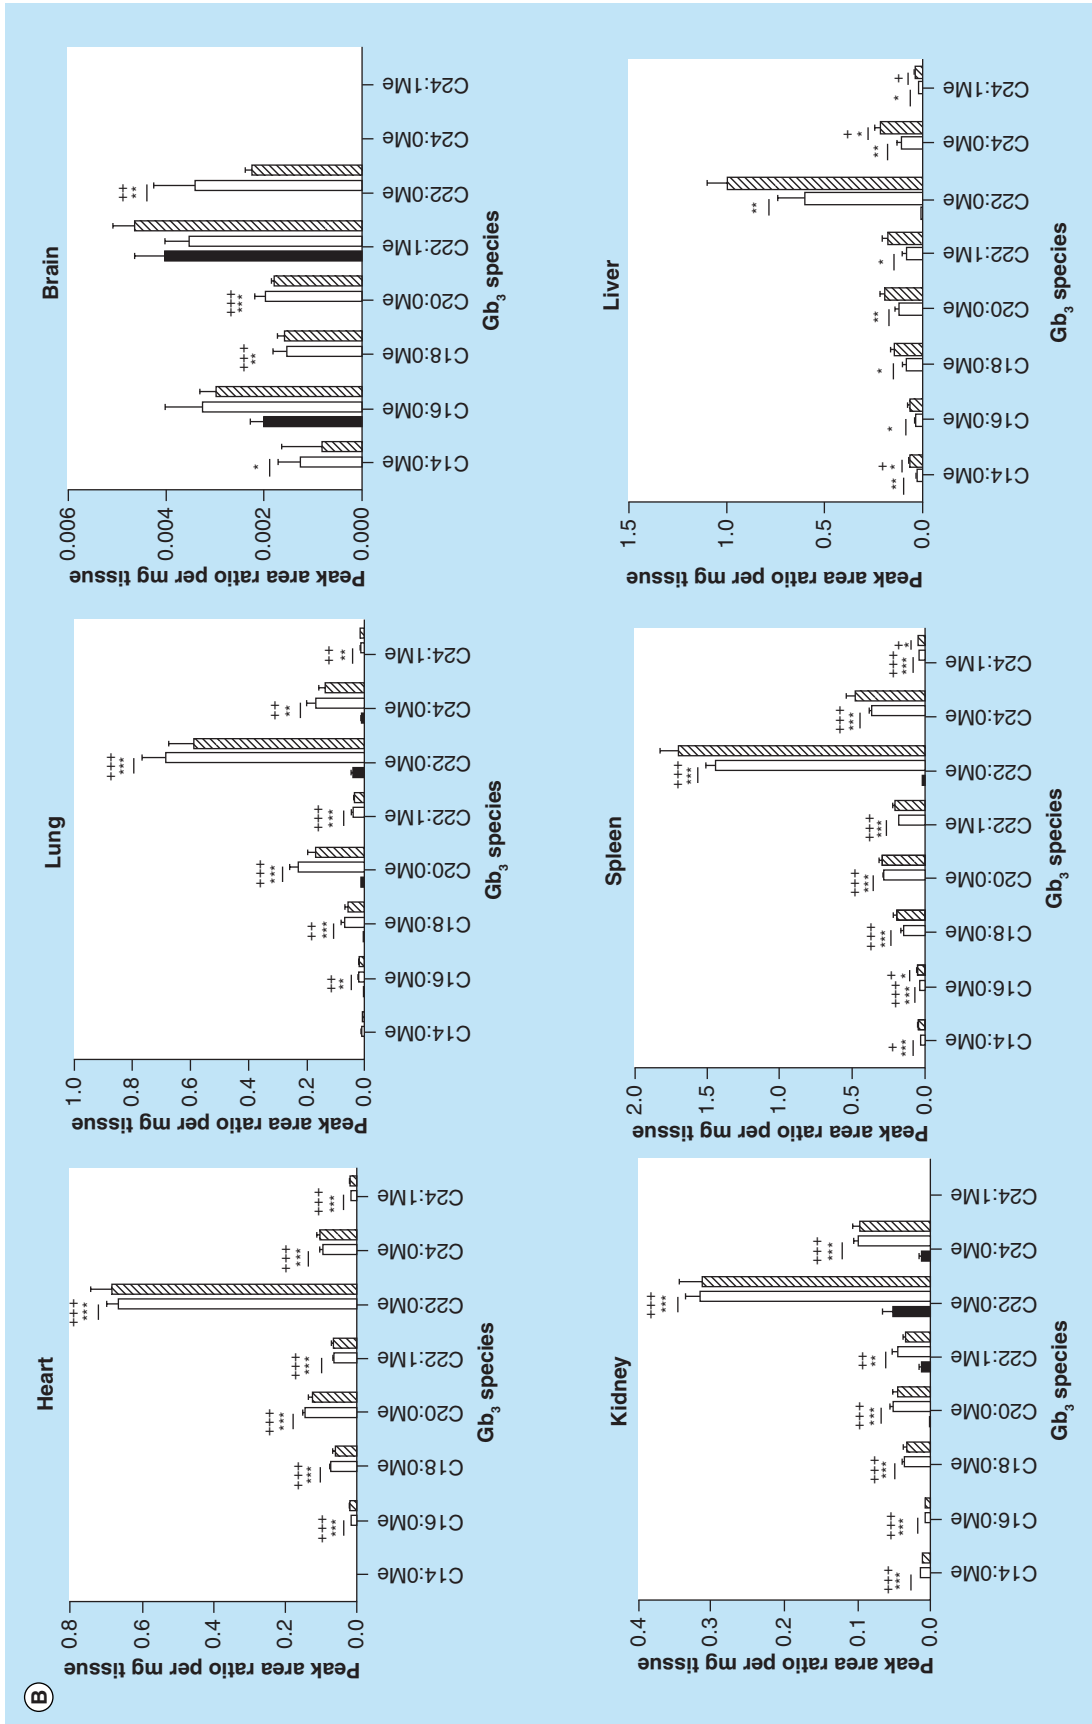 B
Heart
Peak area ratio per mg tissue
0.8
0.6
0.4
0.2
0.0
+++
***
+++
***
+++
***
+++
***
+++
***
+++
***
+++
***
C14:0Me
C16:0Me
C18:0Me
C20:0Me
C22:1Me
C22:0Me
C24:0Me
C24:1Me
Gb3 species
Lung
Peak area ratio per mg tissue
1.0
0.8
0.6
0.4
0.2
0.0
++
**
++
***
+++
***
+++
***
+++
***
++
**
++
**
C14:0Me
C16:0Me
C18:0Me
C20:0Me
C22:1Me
C22:0Me
C24:0Me
C24:1Me
Gb3 species
Brain
Peak area ratio per mg tissue
0.006
0.004
0.002
0.000
*
+++
**
+++
***
++
**
C14:0Me
C16:0Me
C18:0Me
C20:0Me
C22:1Me
C22:0Me
C24:0Me
C24:1Me
Gb3 species
Kidney
Peak area ratio per mg tissue
0.4
0.3
0.2
0.1
0.0
+++
***
+++
***
+++
***
+++
***
++
**
+++
***
+++
***
C14:0Me
C16:0Me
C18:0Me
C20:0Me
C22:1Me
C22:0Me
C24:0Me
C24:1Me
Gb3 species
Spleen
Peak area ratio per mg tissue
2.0
1.5
1.0
0.5
0.0
+
***
+++
***
+
*
+++
***
+++
***
+++
***
+++
***
+++
***
+++
***
+
*
C14:0Me
C16:0Me
C18:0Me
C20:0Me
C22:1Me
C22:0Me
C24:0Me
C24:1Me
Gb3 species
Liver
Peak area ratio per mg tissue
1.5
1.0
0.5
0.0
**
+
*
*
*
**
*
**
**
+
*
*
+
C14:0Me
C16:0Me
C18:0Me
C20:0Me
C22:1Me
C22:0Me
C24:0Me
C24:1Me
Gb3 species